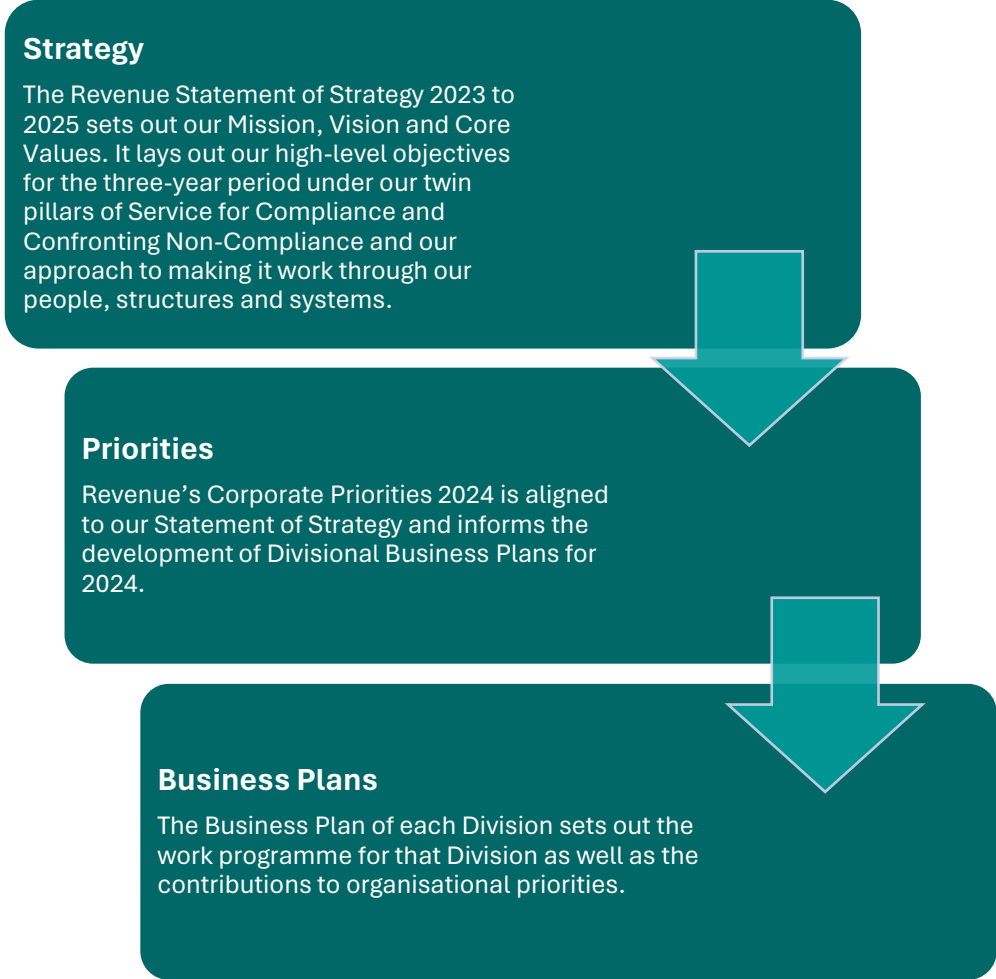 Strategy
The Revenue Statement of Strategy 2023 to
2025 sets out our Mission, Vision and Core
Values. It lays out our high-level objectives
for the three-year period under our twin
pillars of Service for Compliance and
Confronting Non-Compliance and our
approach to making it work through our
people, structures and systems.
Priorities
Revenue’s Corporate Priorities 2024 is aligned
to our Statement of Strategy and informs the
development of Divisional Business Plans for
2024.
Business Plans
The Business Plan of each Division sets out the
work programme for that Division as well as the
contributions to organisational priorities.